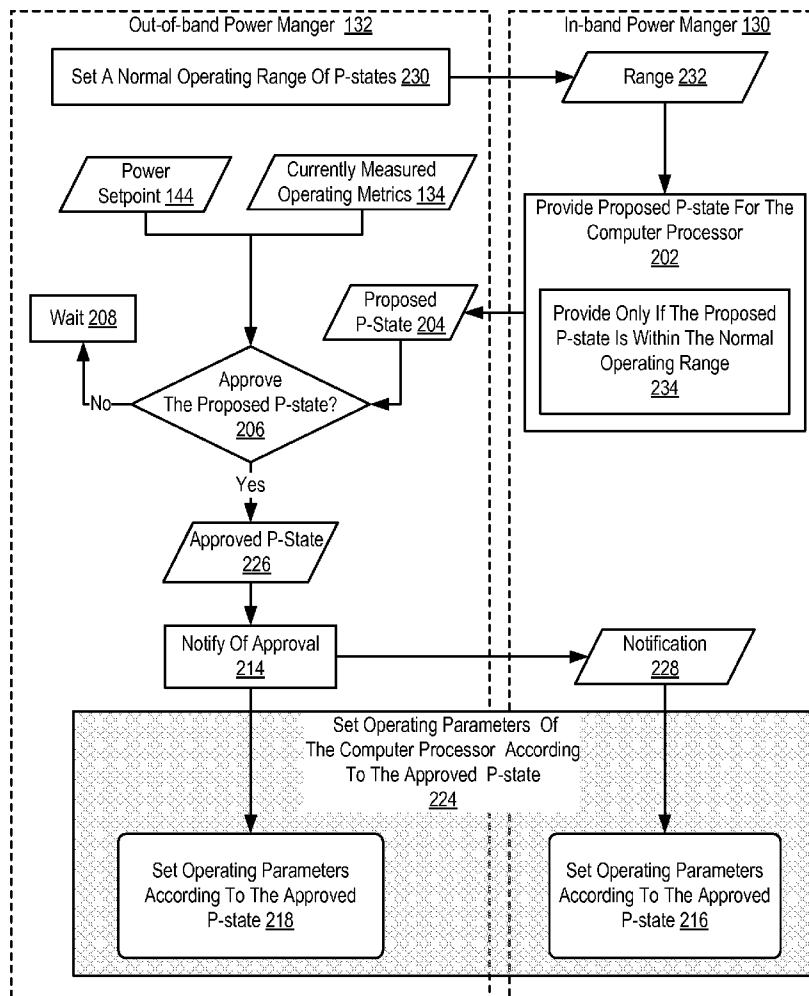 Out-of-band Power Manger 132
In-band Power Manger 130
Set A Normal Operating Range Of P-states 230
Range 232
Power
Setpoint 144
Currently Measured
Operating Metrics 134
Provide Proposed P-state For The
Computer Processor
202
Proposed
P-State 204
Provide Only If The Proposed
P-state Is Within The Normal
Operating Range
234
Wait 208
No
Approve
The Proposed P-state?
206
Yes
Approved P-State
226
Notify Of Approval
214
Notification
228
Set Operating Parameters Of
The Computer Processor According
To The Approved P-state
224
Set Operating Parameters
According To The Approved
P-state 218
Set Operating Parameters
According To The Approved
P-state 216